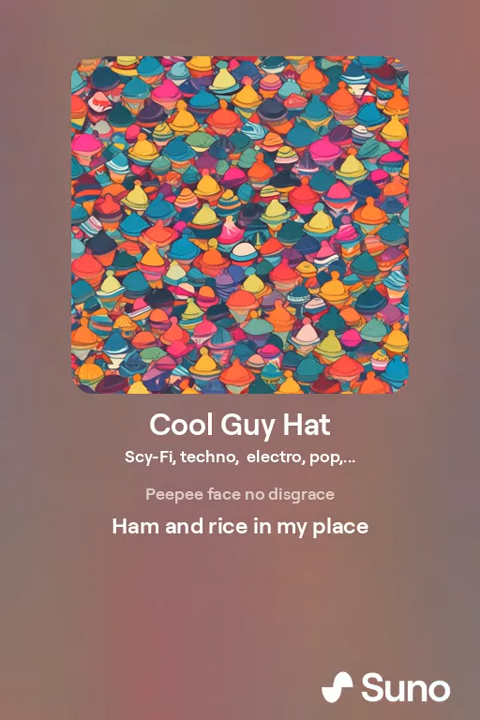 Cool Guy Hat
Scy-Fi, techno,  electro, pop,...
Peepee face no disgrace
Ham and rice in my place
Suno